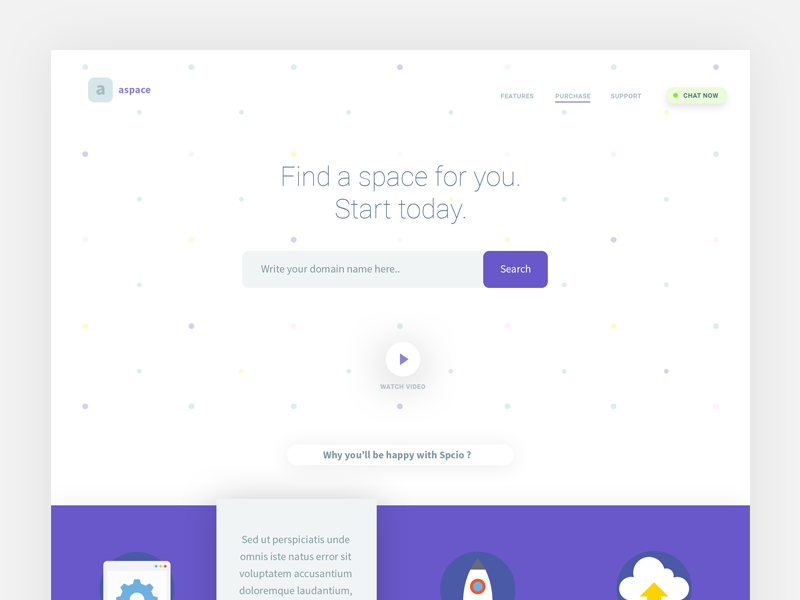 a aspace
FEATURES PURCHASE SUPPORT CHAT NOW
Find a space for you.
Start today.
Write your domain name here.. Search
WATCH VIDEO
Why you'll be happy with Spcio ?
Sed ut perspiciatis unde
omnis iste natus error sit
voluptatem accusantium
doloremque laudantium,